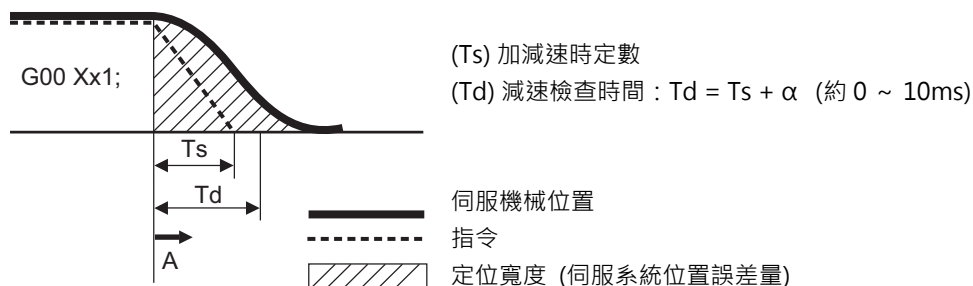 (Ts) 加減速時定數
G00 Xx1;
(Td) 減速檢查時間：Td = Ts + α (約 0 ~ 10ms)
Ts
Td
伺服機械位置
指令
A
定位寬度 (伺服系統位置誤差量)